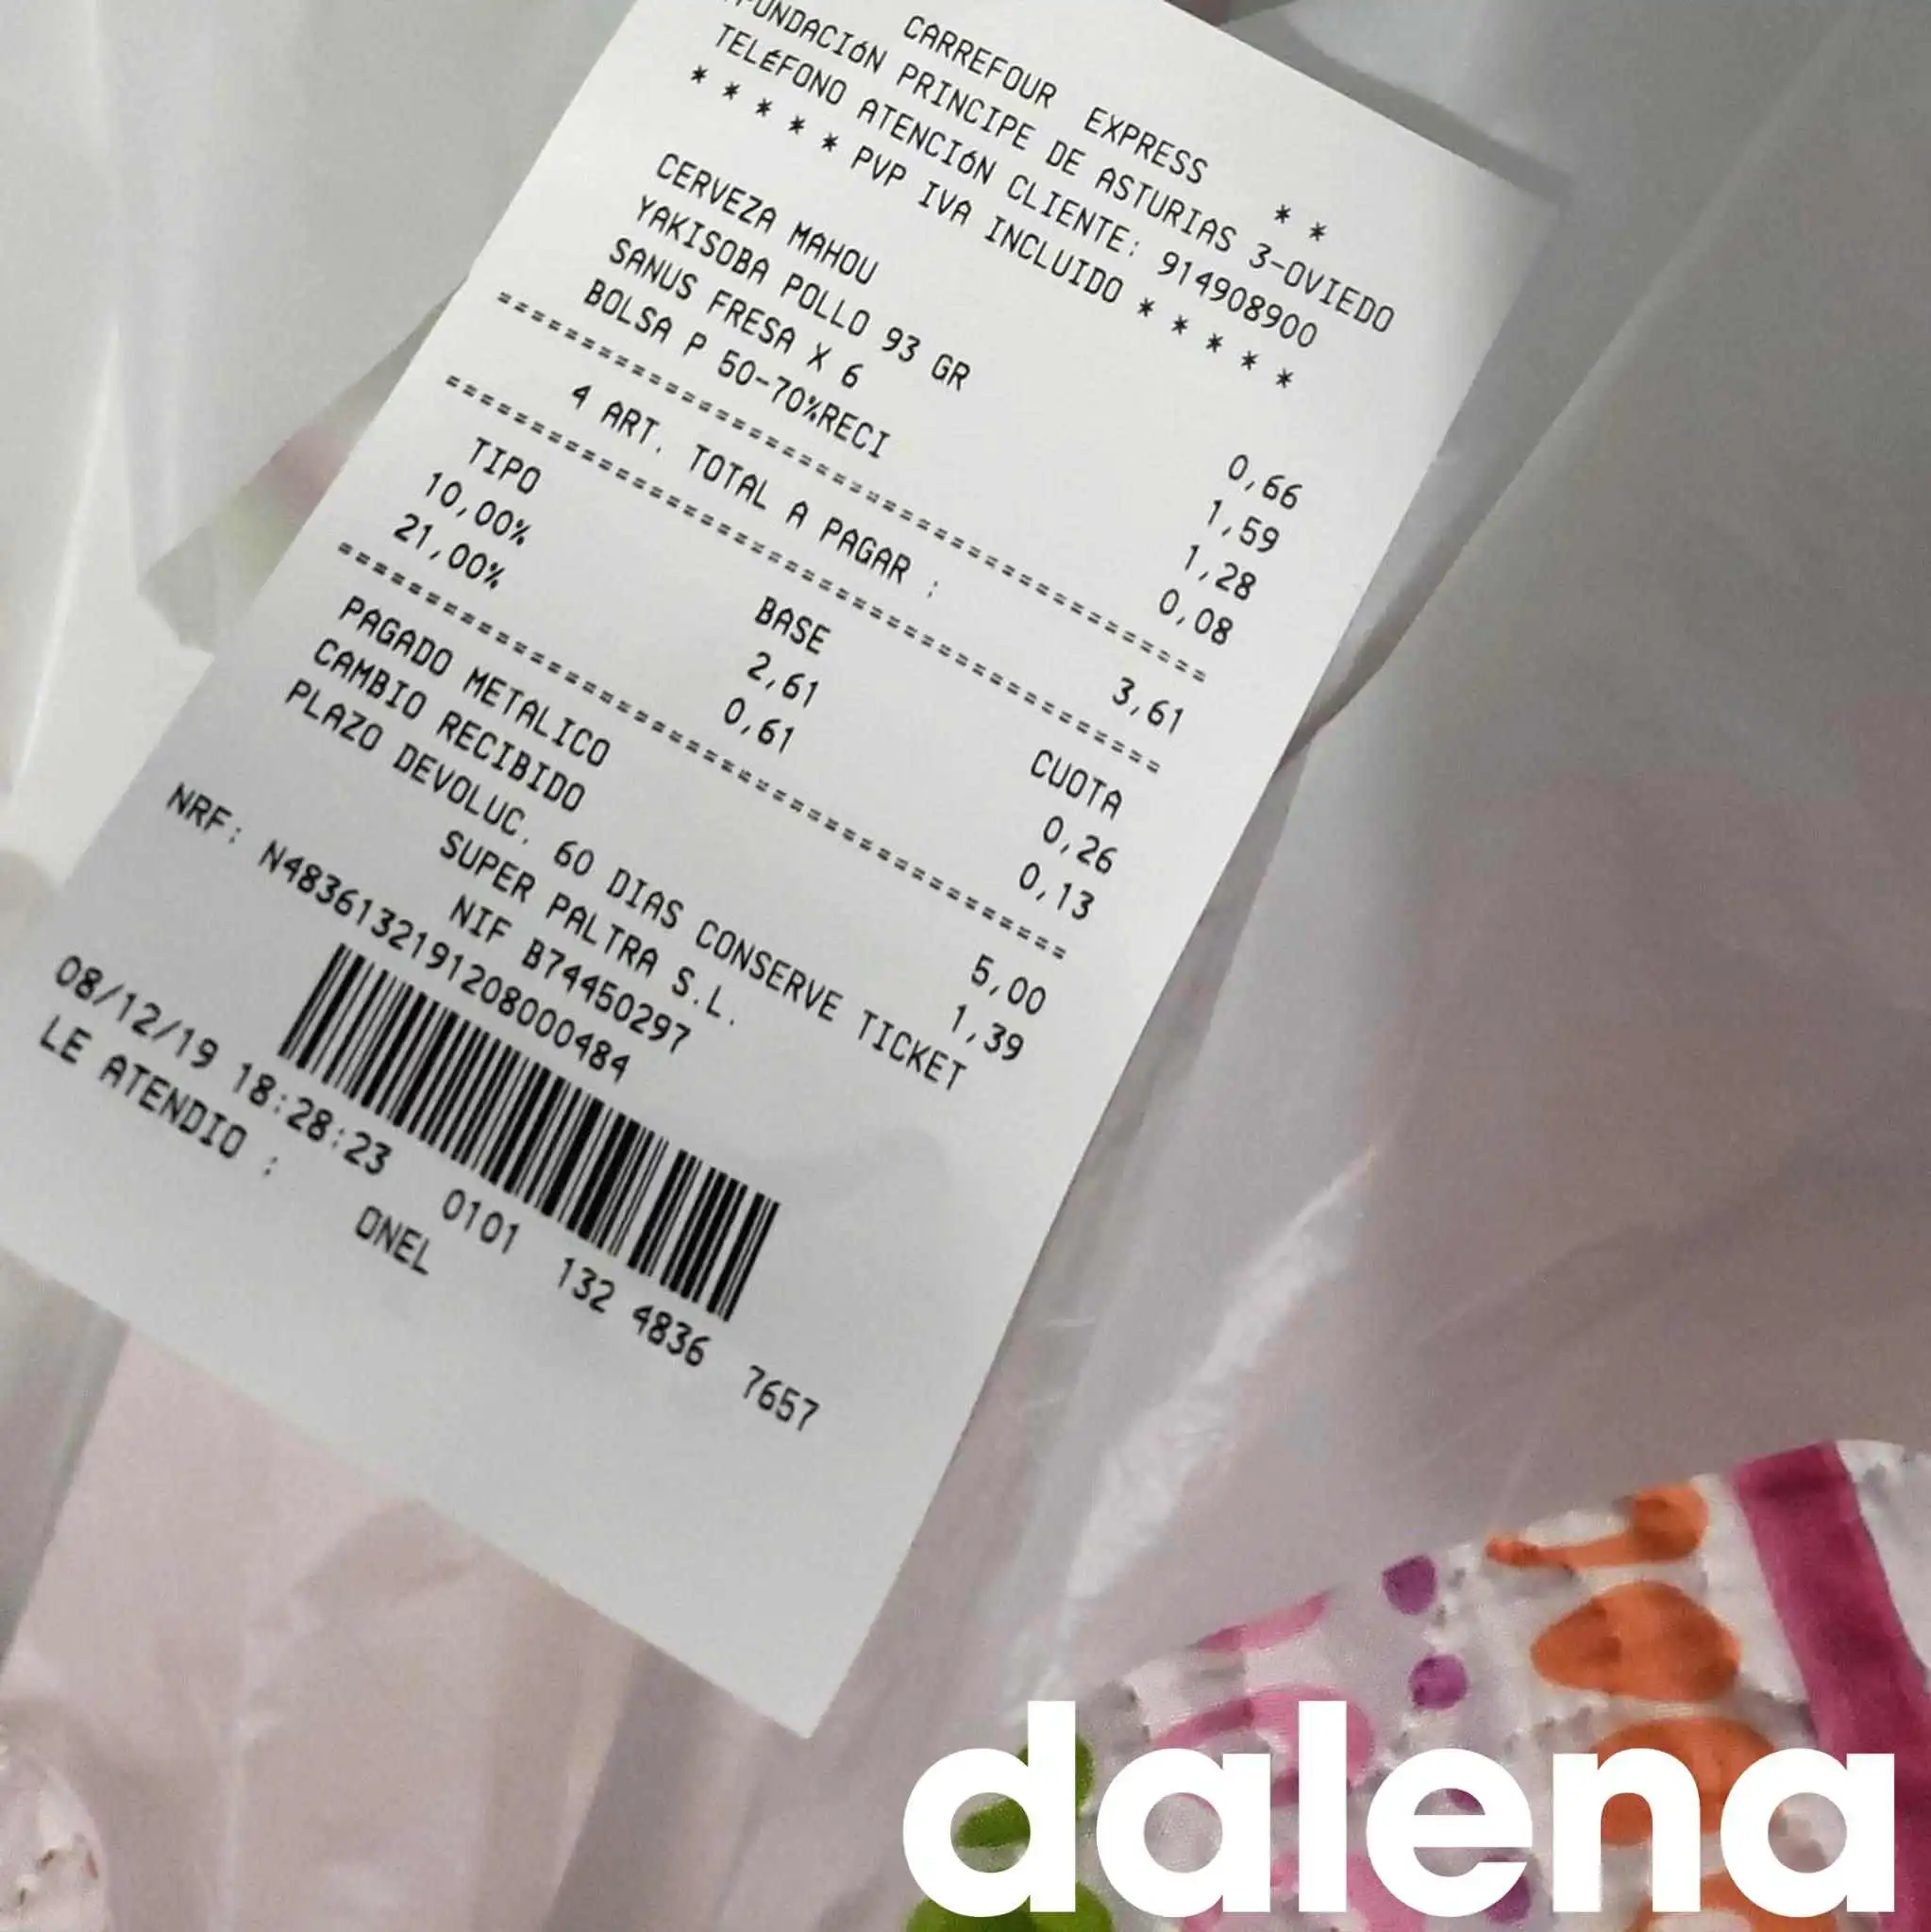 CARREFOUR EXPRESS * *
FUNDACIÓN PRINCIPE DE ASTURIAS 3-OVIEDO
TELÉFONO ATENCIÓN CLIENTE: 914908900
* * * * * PVP IVA INCLUIDO * * * * *
CERVEZA MAHOU 0,66
YAKISOBA POLLO 93 GR 1,59
SANUS FRESA X 6 1,28
BOLSA P 50-70%RECI 0,08
4 ART. TOTAL A PAGAR : 3,61
TIPO BASE CUOTA
10,00% 2,61 0,26
21,00% 0,61 0,13
PAGADO METALICO 5,00
CAMBIO RECIBIDO 1,39
PLAZO DEVOLUC. 60 DIAS CONSERVE TICKET
SUPER PALTRA S.L.
NIF B74450297
NRF: N4836132191208000484
08/12/19 18:28:23 0101 132 4836 7657
LE ATENDIO : ONEL
dalena